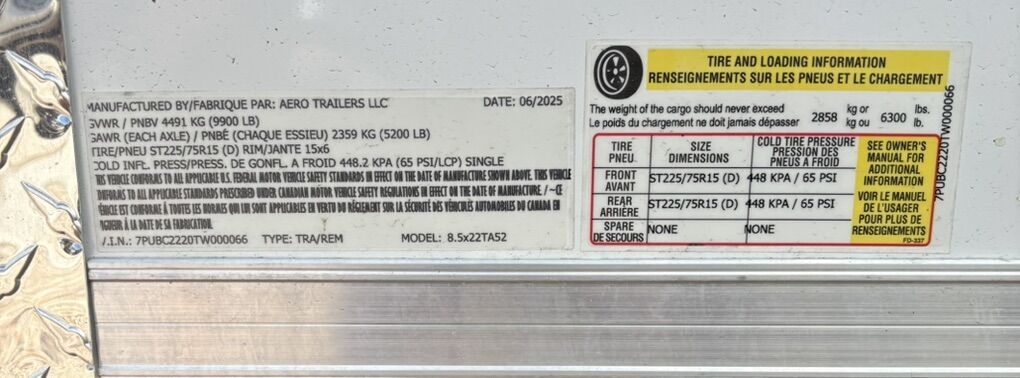 MANUFACTURED BY/FABRIQUE PAR: AERO TRAILERS LLC DATE: 06/2025
GVWR / PNBV 4491 KG (9900 LB)
GAWR (EACH AXLE) / PNBÉ (CHAQUE ESSIEU) 2359 KG (5200 LB)
TIRE/PNEU ST225/75R15 (D) RIM/JANTE 15x6
COLD INFL. PRESS/PRESS. DE GONFL. A FROID 448.2 KPA (65 PSI/LCP) SINGLE
THIS VEHICLE CONFORMS TO ALL APPLICABLE U.S. FEDERAL MOTOR VEHICLE SAFETY STANDARDS IN EFFECT ON THE DATE OF MANUFACTURE SHOWN ABOVE. THIS VEHICLE
CONFORMS TO ALL APPLICABLE STANDARDS PRESCRIBED UNDER CANADIAN MOTOR VEHICLE SAFETY REGULATIONS IN EFFECT ON THE DATE OF MANUFACTURE. / -CE
VÉHICLE EST CONFORME À TOUTES LES NORMES QUI LUI SONT APPLICABLES EN VERTU DU RÉGLEMENT SUR LA SÉCURITÉ DES VÉHICULES AUTOMOBILES DU CANADA EN
VIGUEUR À LA DATE DE SA FABRICATION.
V.I.N.: 7PUBC2220TW000066 TYPE: TRA/REM MODEL: 8.5x22TA52
TIRE AND LOADING INFORMATION
RENSEIGNEMENTS SUR LES PNEUS ET LE CHARGEMENT
The weight of the cargo should never exceed kg or lbs.
Le poids du chargement ne doit jamais dépasser 2858 kg ou 6300 lb.
TIRE SIZE COLD TIRE PRESSURE
PNEU DIMENSIONS PRESSION DES
PNEUS A FROID
FRONT ST225/75R15 (D) 448 KPA / 65 PSI
AVANT
REAR ST225/75R15 (D) 448 KPA / 65 PSI
ARRIÈRE
SPARE NONE NONE
DE SECOURS
SEE OWNER'S
MANUAL FOR
ADDITIONAL
INFORMATION
VOIR LE MANUEL
DE L'USAGER
POUR PLUS DE
RENSEIGNEMENTS
FD-337
7PUBC2220TW000066